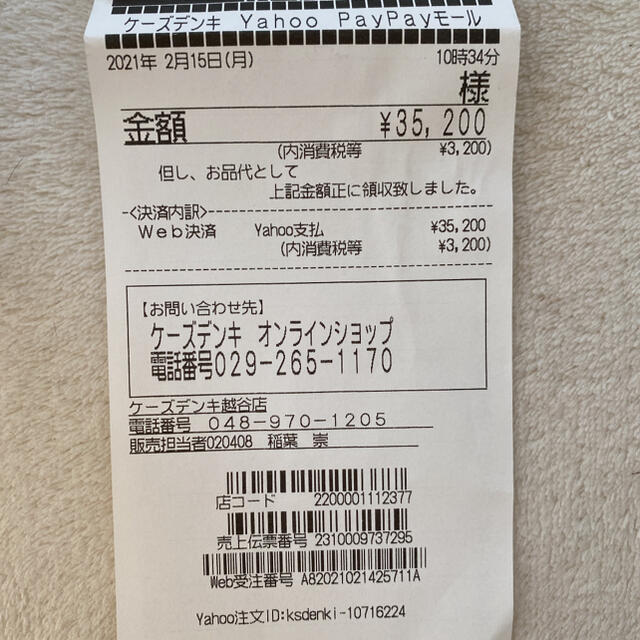 ケーズデンキ Yahoo PayPayモール
2021年 2月15日(月) 10時34分
様
金額 ¥35,200
(内消費税等 ¥3,200)
但し、お品代として
上記金額正に領収致しました。
-<決済内訳>-
Web決済 Yahoo支払 ¥35,200
(内消費税等 ¥3,200)
【お問い合わせ先】
ケーズデンキ オンラインショップ
電話番号029-265-1170
ケーズデンキ越谷店
電話番号 048-970-1205
販売担当者020408 稲葉 崇
店コード 2200001112377
売上伝票番号 2310009737295
Web受注番号 A82021021425711A
Yahoo注文ID:ksdenki-10716224